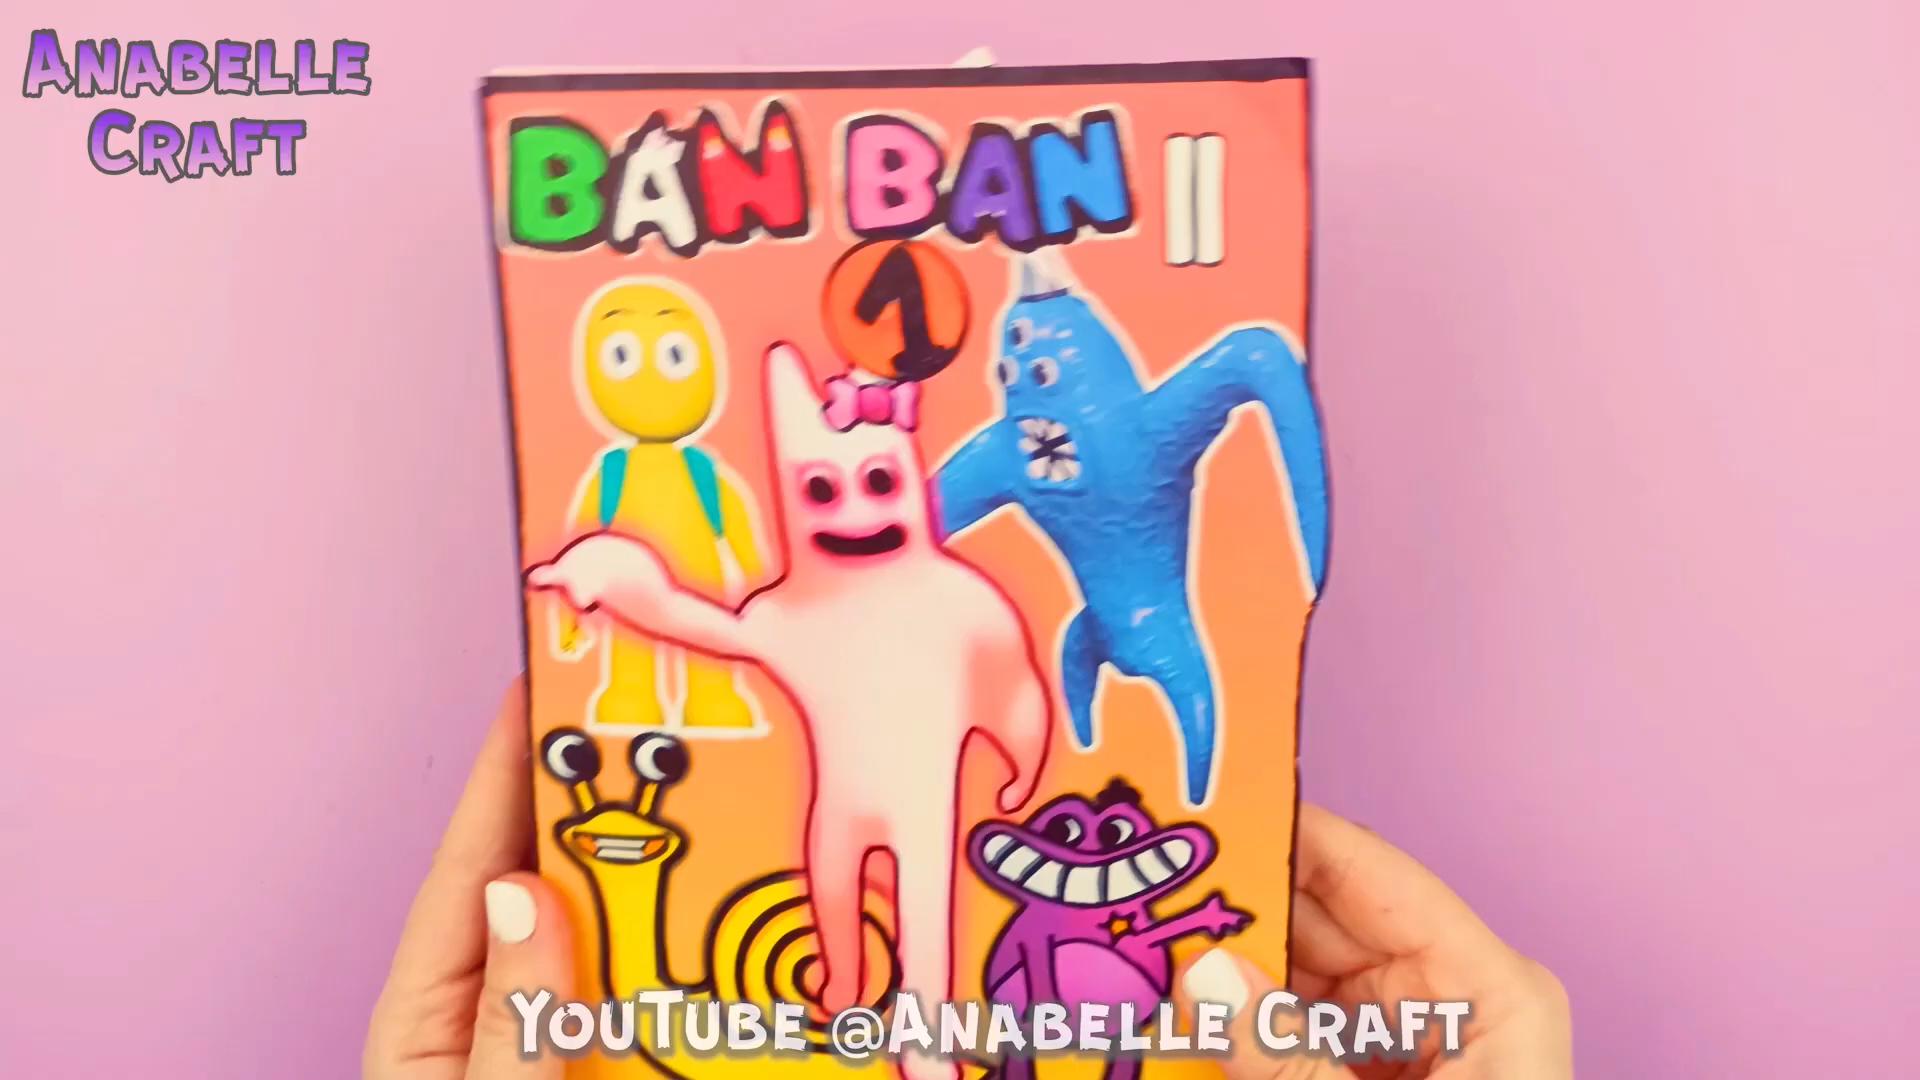 ANABELLE
CRAFT
BAN BAN II
1
YOUTUBE @ANABELLE CRAFT